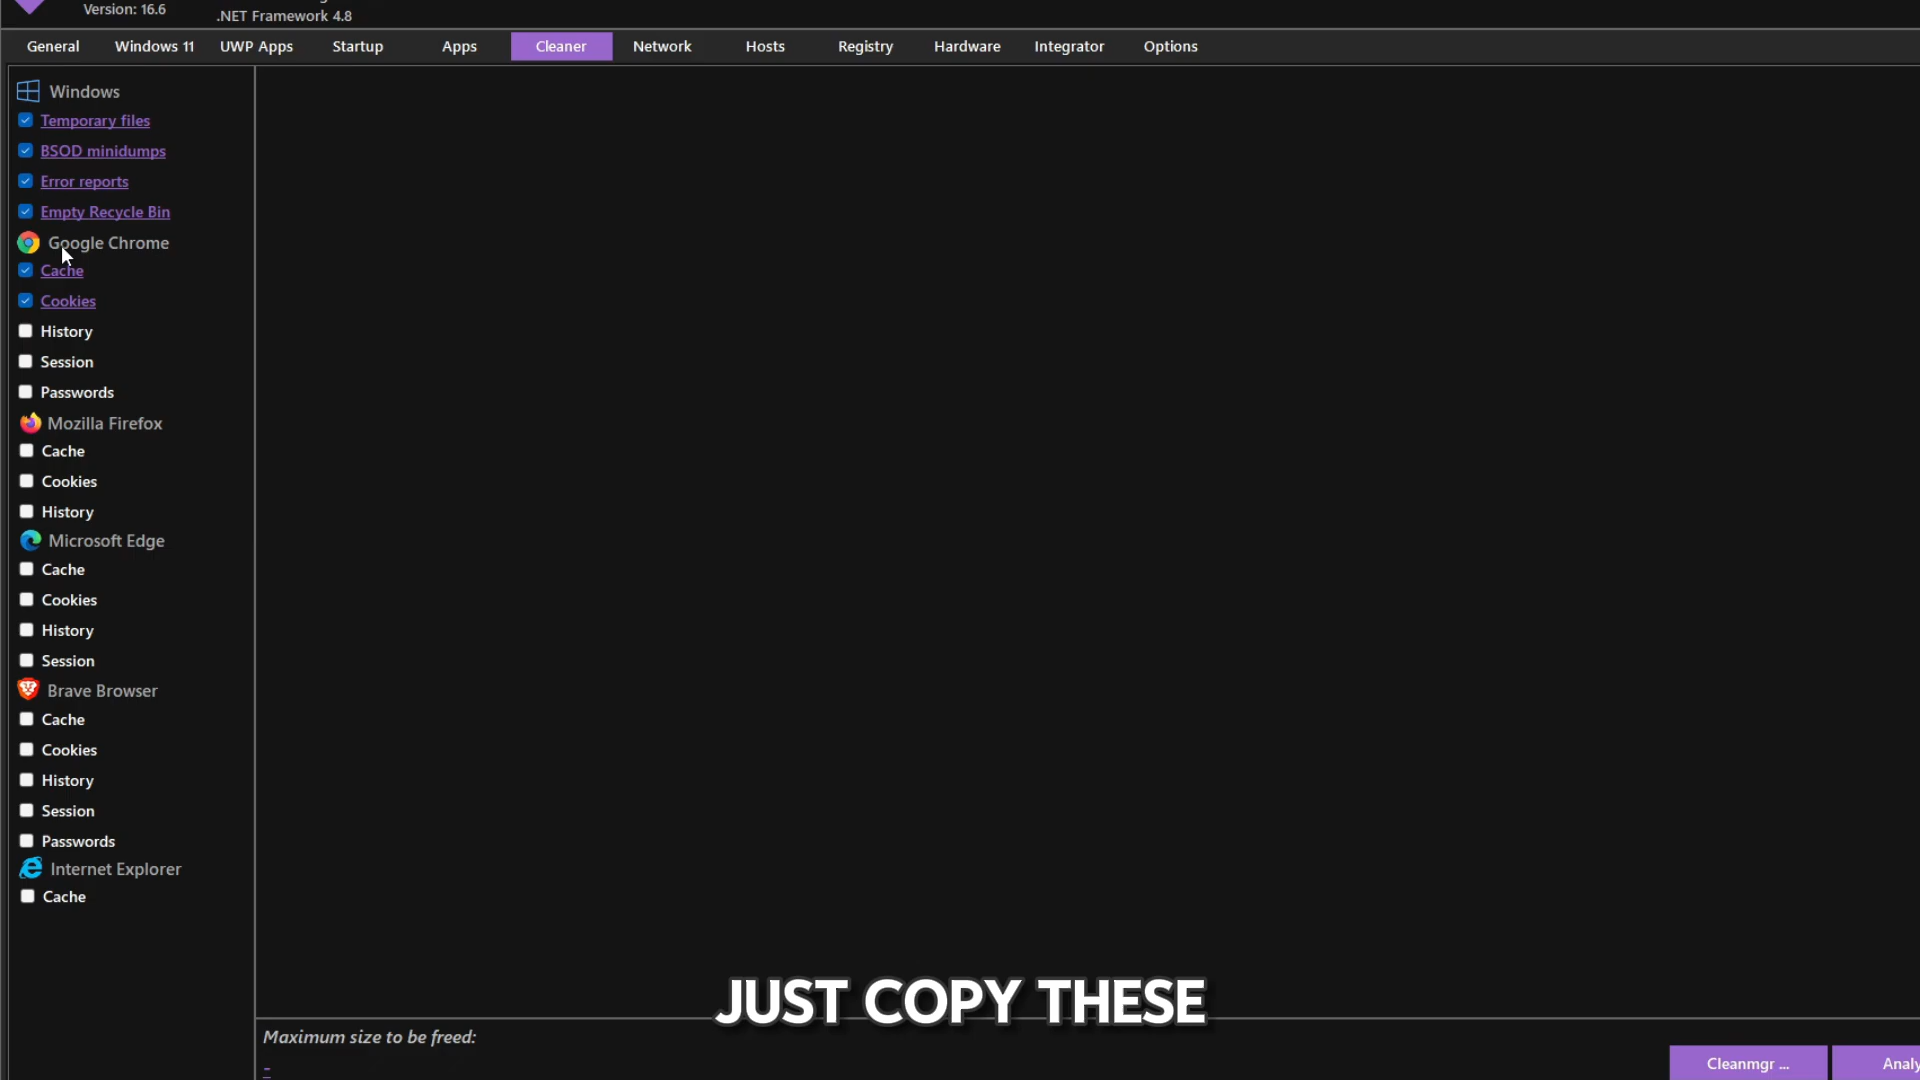 Version: 16.6
.NET Framework 4.8
General Windows 11 UWP Apps Startup Apps Cleaner Network Hosts Registry Hardware Integrator Options
Windows
Temporary files
BSOD minidumps
Error reports
Empty Recycle Bin
Google Chrome
Cache
Cookies
History
Session
Passwords
Mozilla Firefox
Cache
Cookies
History
Microsoft Edge
Cache
Cookies
History
Session
Brave Browser
Cache
Cookies
History
Session
Passwords
Internet Explorer
Cache
JUST COPY THESE
Maximum size to be freed:
-
Cleanmgr ...
Analy